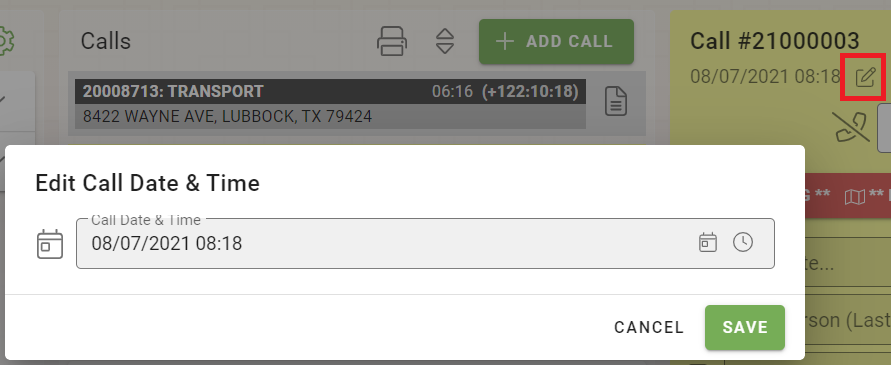 Calls
ADD CALL
Call #21000003
08/07/2021 08:18
20008713: TRANSPORT 06:16 (+122:10:18)
8422 WAYNE AVE, LUBBOCK, TX 79424
Edit Call Date & Time
Call Date & Time
08/07/2021 08:18
CANCEL
SAVE
**
**
te...
rson (Last